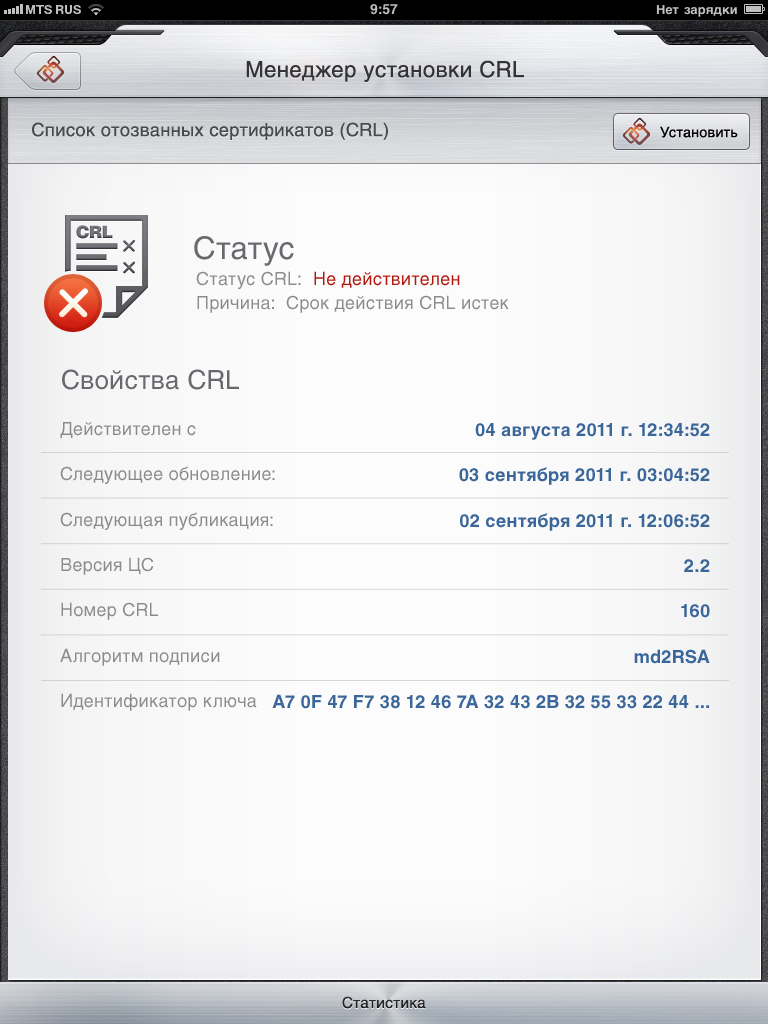 MTS RUS 9:57 Нет зарядки
Менеджер установки CRL
Список отозванных сертификатов (CRL) Установить
CRL
Статус
Статус CRL: Не действителен
Причина: Срок действия CRL истек
Свойства CRL
Действителен с 04 августа 2011 г. 12:34:52
Следующее обновление: 03 сентября 2011 г. 03:04:52
Следующая публикация: 02 сентября 2011 г. 12:06:52
Версия ЦС 2.2
Номер CRL 160
Алгоритм подписи md2RSA
Идентификатор ключа A7 0F 47 F7 38 12 46 7A 32 43 2B 32 55 33 22 44 ...
Статистика